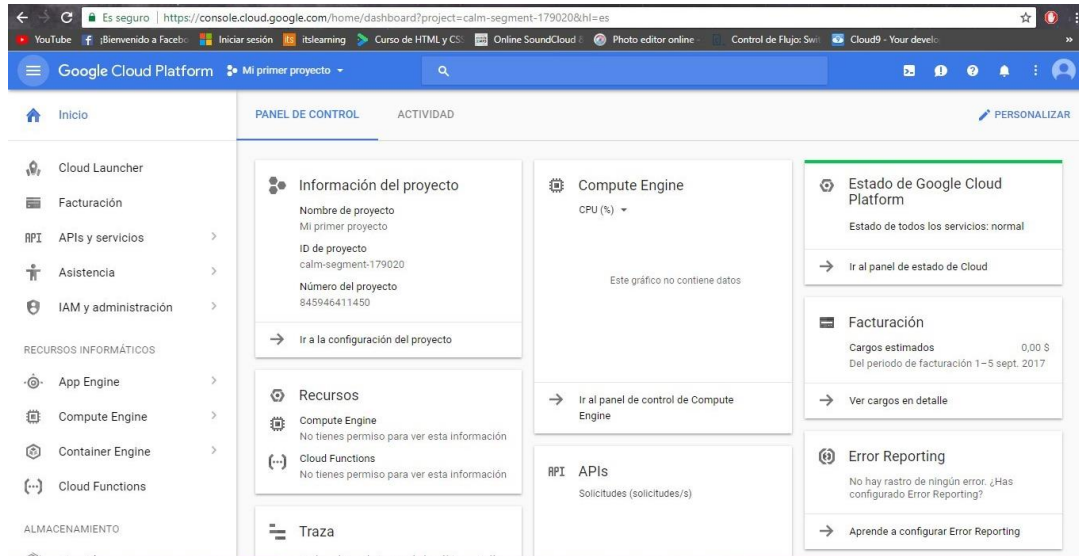 Es seguro | https://console.cloud.google.com/home/dashboard?project=calm-segment-179020&hl=es
YouTube ¡Bienvenido a Facebo Iniciar sesión itslearning Curso de HTML y CSS Online SoundCloud Photo editor online - Control de Flujo: Swit Cloud9 - Your develo »
Google Cloud Platform Mi primer proyecto
Inicio
PANEL DE CONTROL ACTIVIDAD
PERSONALIZAR
Cloud Launcher
Facturación
API APIs y servicios
Asistencia
IAM y administración
RECURSOS INFORMÁTICOS
App Engine
Compute Engine
Container Engine
Cloud Functions
ALMACENAMIENTO
Información del proyecto
Nombre de proyecto
Mi primer proyecto
ID de proyecto
calm-segment-179020
Número del proyecto
845946411450
Ir a la configuración del proyecto
Recursos
Compute Engine
No tienes permiso para ver esta información
Cloud Functions
No tienes permiso para ver esta información
Traza
Compute Engine
CPU (%)
Este gráfico no contiene datos
Ir al panel de control de Compute
Engine
API APIs
Solicitudes (solicitudes/s)
Estado de Google Cloud
Platform
Estado de todos los servicios: normal
Ir al panel de estado de Cloud
Facturación
Cargos estimados 0,00 $
Del periodo de facturación 1–5 sept. 2017
Ver cargos en detalle
Error Reporting
No hay rastro de ningún error. ¿Has
configurado Error Reporting?
Aprende a configurar Error Reporting